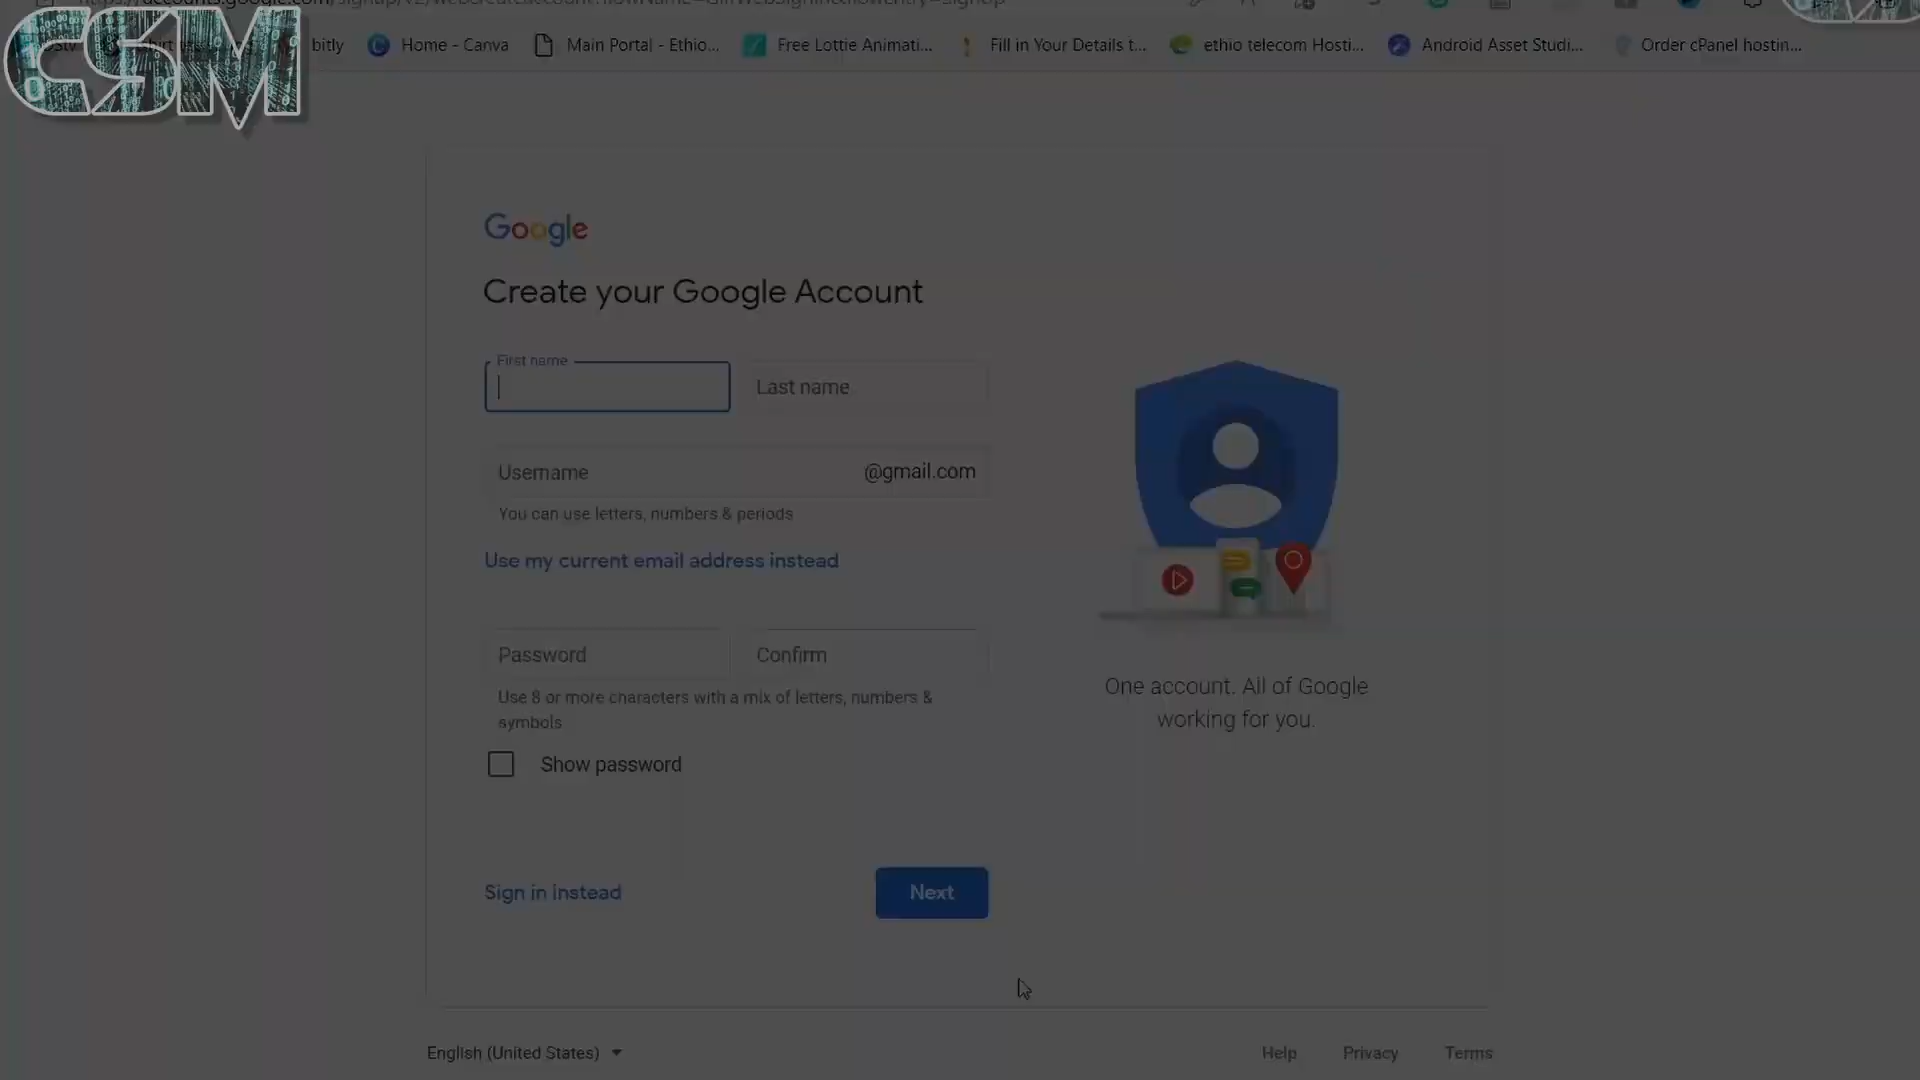 CSM
bitly
Home - Canva
Main Portal - Ethio...
Free Lottie Animati...
Fill in Your Details t...
ethio telecom Hosti...
Android Asset Studi...
Order cPanel hostin...
Google
Create your Google Account
First name
Last name
Username
@gmail.com
You can use letters, numbers & periods
Use my current email address instead
Password
Confirm
Use 8 or more characters with a mix of letters, numbers &
symbols
Show password
One account. All of Google
working for you.
Sign in instead
Next
English (United States)
Help
Privacy
Terms